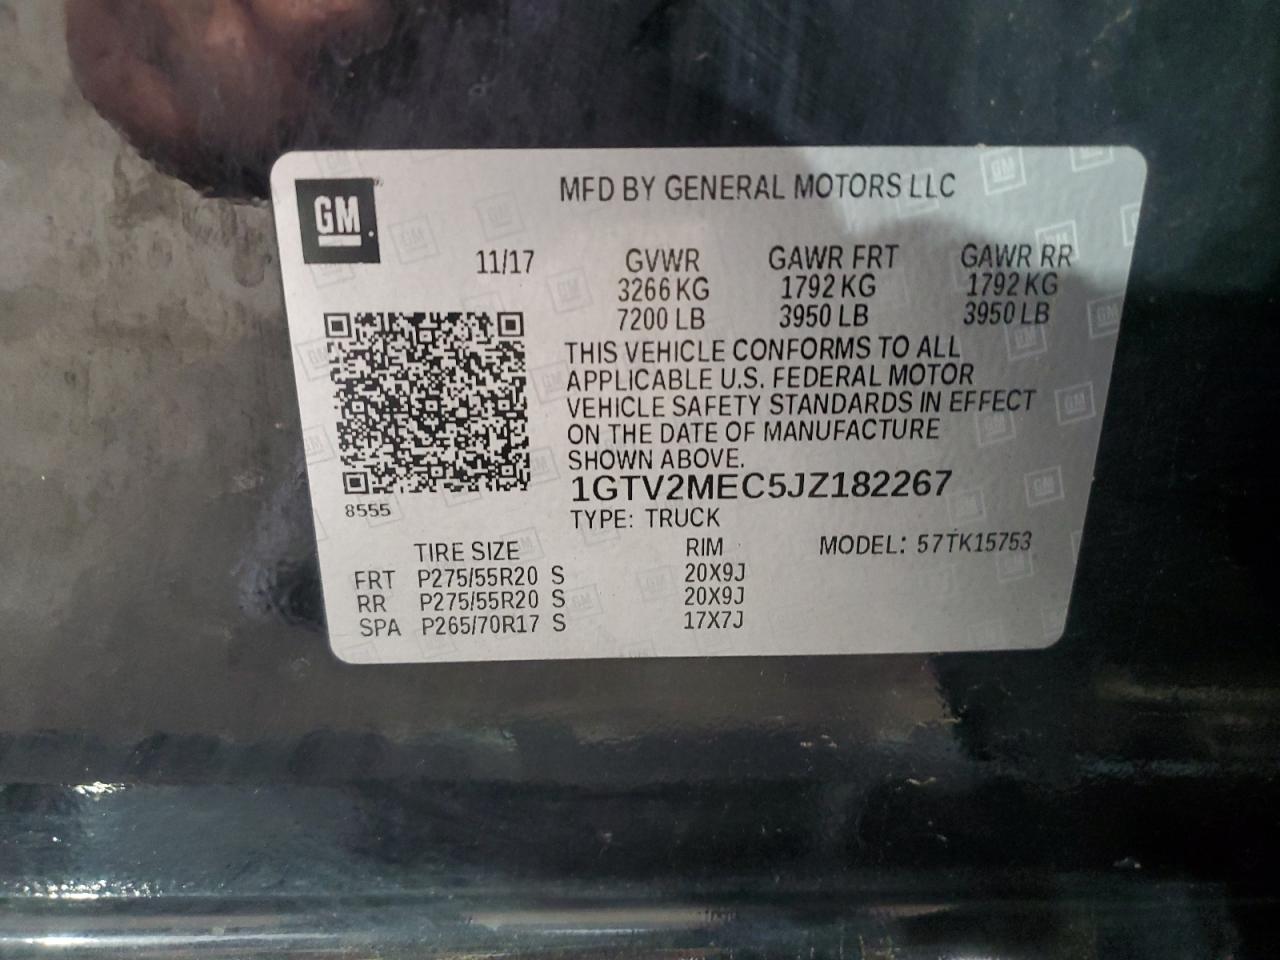 GM
MFD BY GENERAL MOTORS LLC
11/17 GVWR GAWR FRT GAWR RR
3266 KG 1792 KG 1792 KG
7200 LB 3950 LB 3950 LB
THIS VEHICLE CONFORMS TO ALL
APPLICABLE U.S. FEDERAL MOTOR
VEHICLE SAFETY STANDARDS IN EFFECT
ON THE DATE OF MANUFACTURE
SHOWN ABOVE.
1GTV2MEC5JZ182267
8555
TYPE: TRUCK
TIRE SIZE RIM MODEL: 57TK15753
FRT P275/55R20 S 20X9J
RR P275/55R20 S 20X9J
SPA P265/70R17 S 17X7J